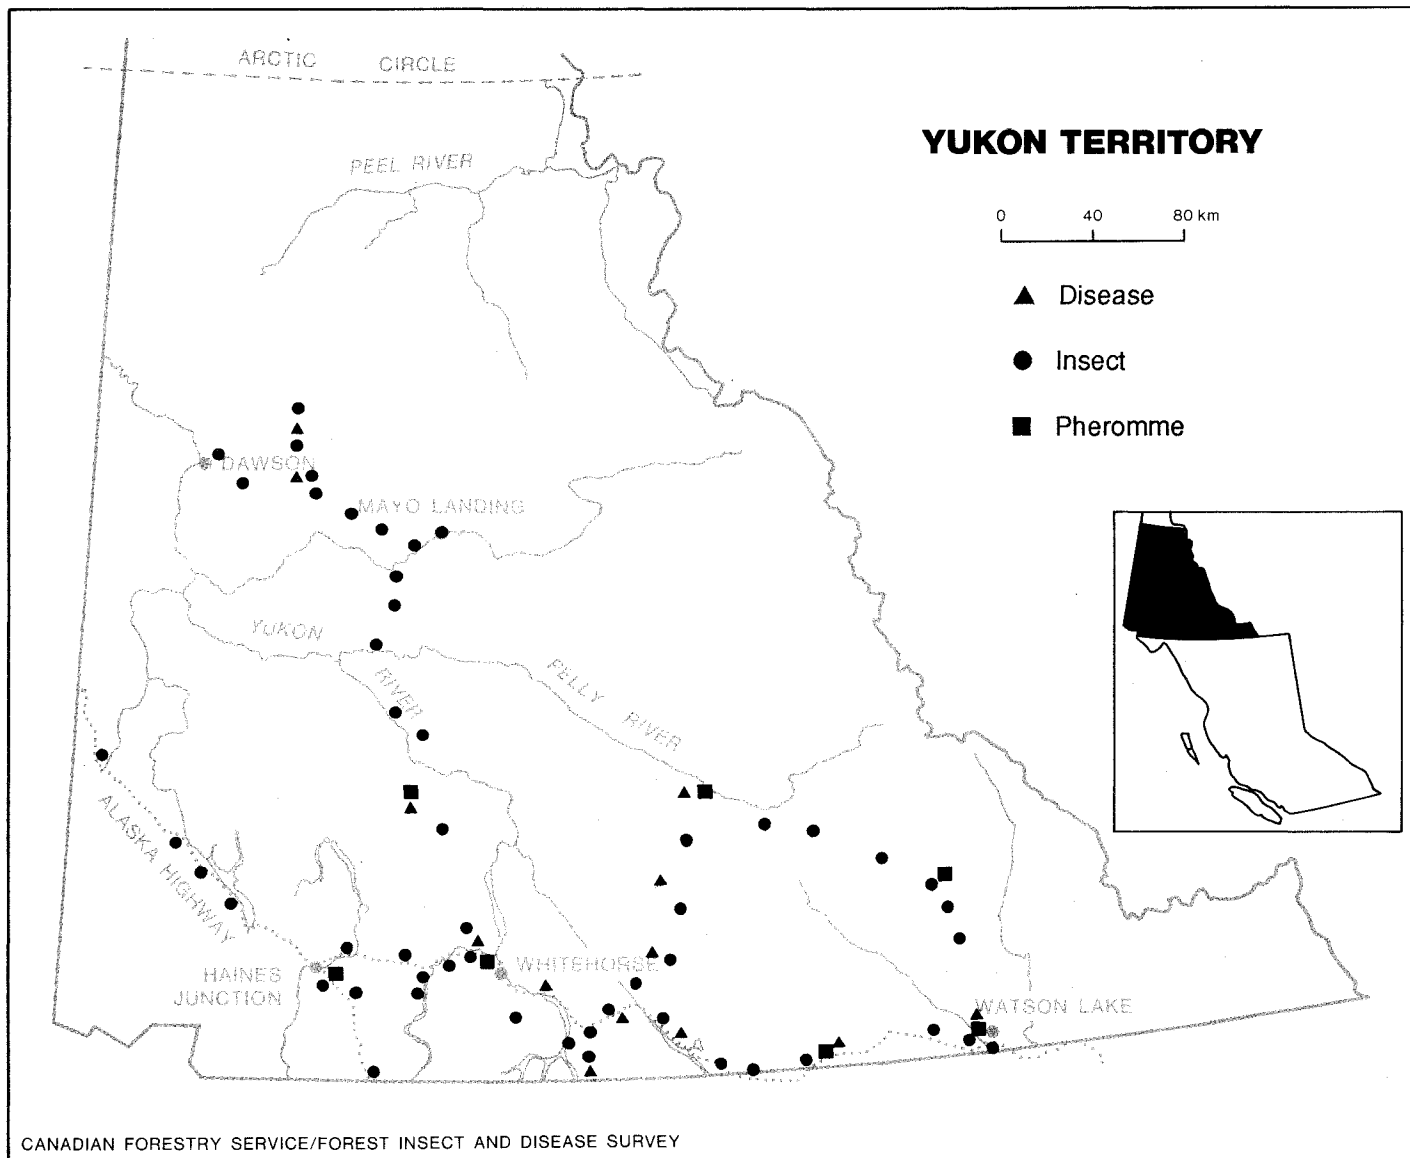 ARCTIC CIRCLE
PEEL RIVER
YUKON TERRITORY
0 40 80 km
Disease
Insect
Pheromme
DAWSON
MAYO LANDING
YUKON
RIVER
PELLY RIVER
ALASKA HIGHWAY
HAINES
JUNCTION
WHITEHORSE
WATSON LAKE
CANADIAN FORESTRY SERVICE/FOREST INSECT AND DISEASE SURVEY